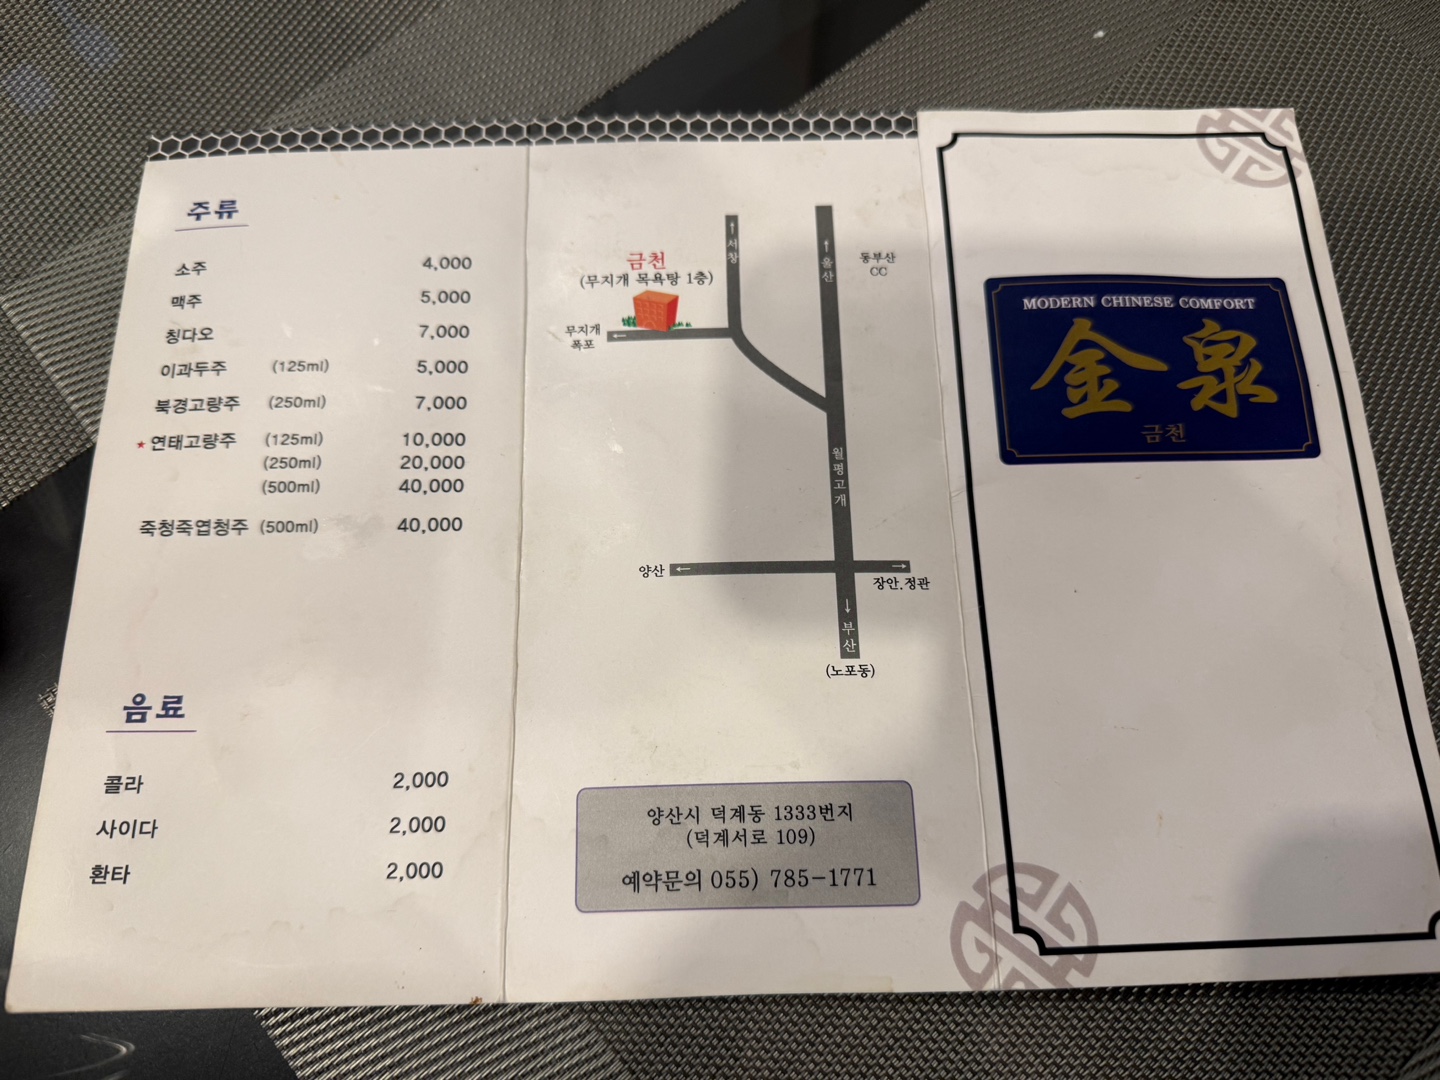 주류
소주 4,000
맥주 5,000
칭다오 7,000
이과두주 (125ml) 5,000
북경고량주 (250ml) 7,000
★연태고량주 (125ml) 10,000
(250ml) 20,000
(500ml) 40,000
죽청죽엽청주 (500ml) 40,000
음료
콜라 2,000
사이다 2,000
환타 2,000
금천
(무지개 목욕탕 1층)
무지개
폭포
←
↑서창
↑울산
동부산
CC
월평고개
양산 ←
→
장안.정관
↓부산
(노포동)
양산시 덕계동 1333번지
(덕계서로 109)
예약문의 055) 785-1771
MODERN CHINESE COMFORT
金泉
금천